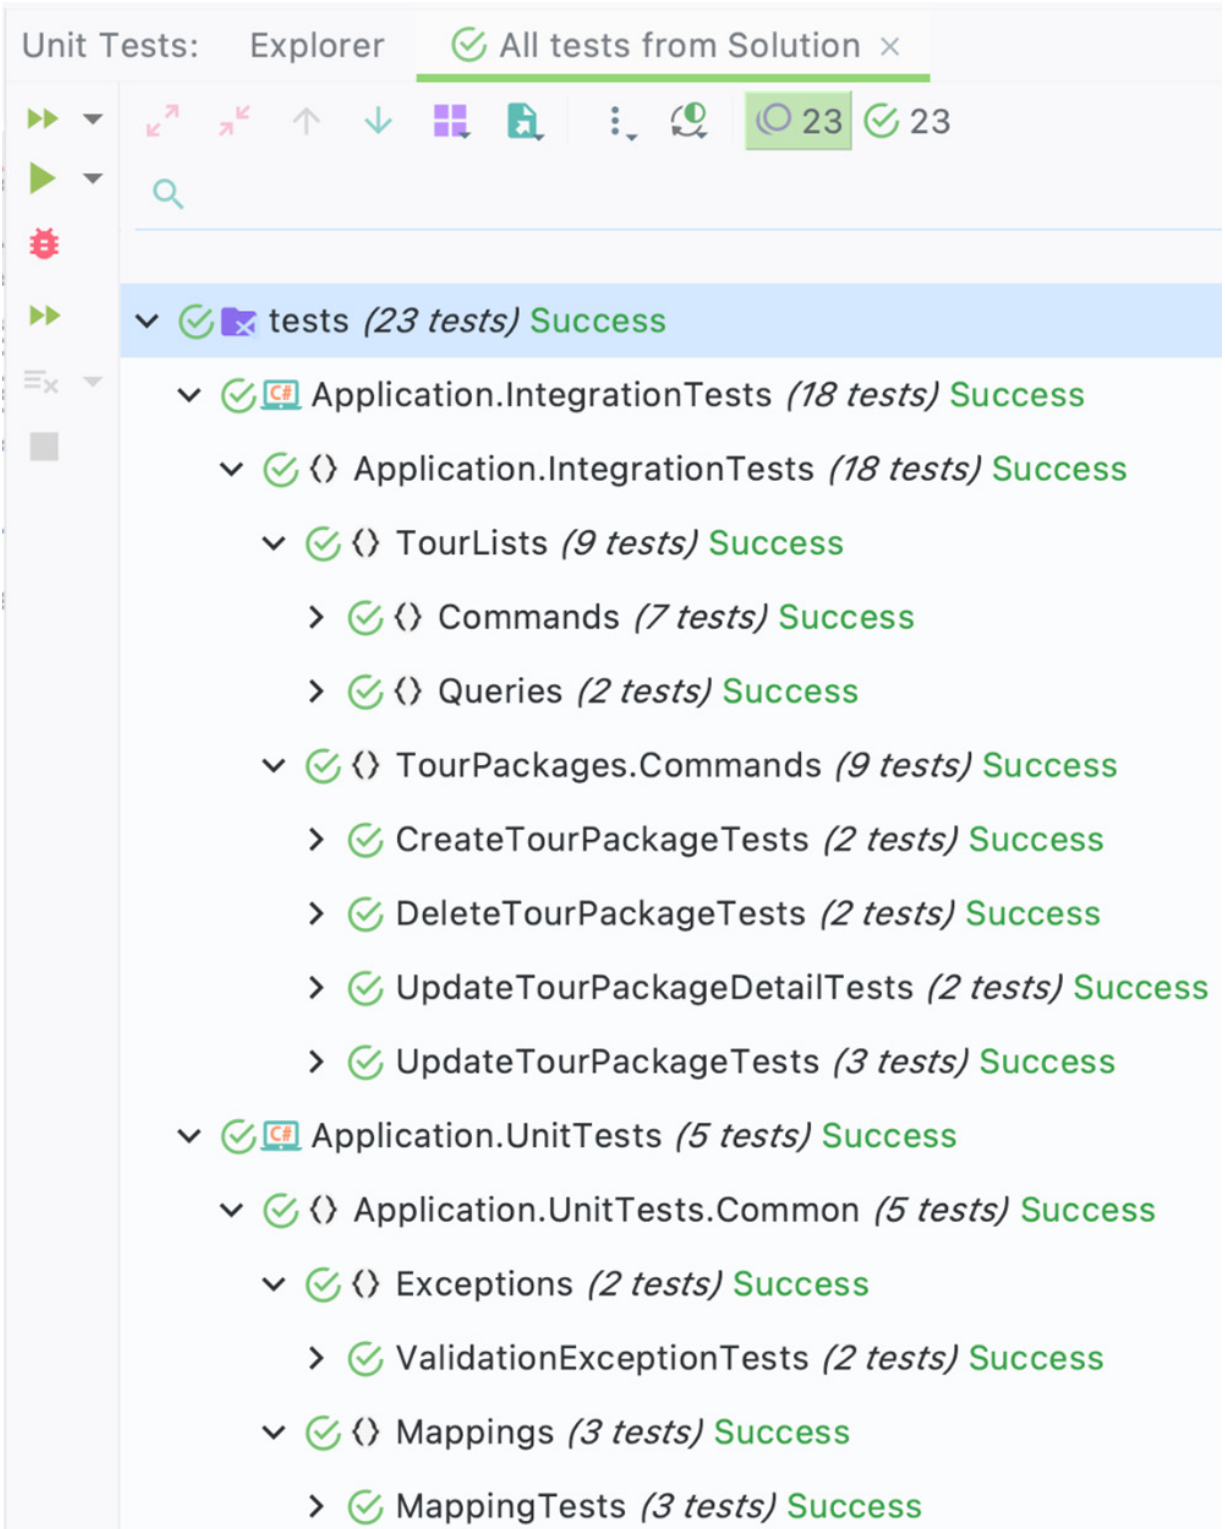 Unit Tests: Explorer All tests from Solution ×
23 23
tests (23 tests) Success
C# Application.IntegrationTests (18 tests) Success
() Application.IntegrationTests (18 tests) Success
() TourLists (9 tests) Success
() Commands (7 tests) Success
() Queries (2 tests) Success
() TourPackages.Commands (9 tests) Success
CreateTourPackageTests (2 tests) Success
DeleteTourPackageTests (2 tests) Success
UpdateTourPackageDetailTests (2 tests) Success
UpdateTourPackageTests (3 tests) Success
C# Application.UnitTests (5 tests) Success
() Application.UnitTests.Common (5 tests) Success
() Exceptions (2 tests) Success
ValidationExceptionTests (2 tests) Success
() Mappings (3 tests) Success
MappingTests (3 tests) Success